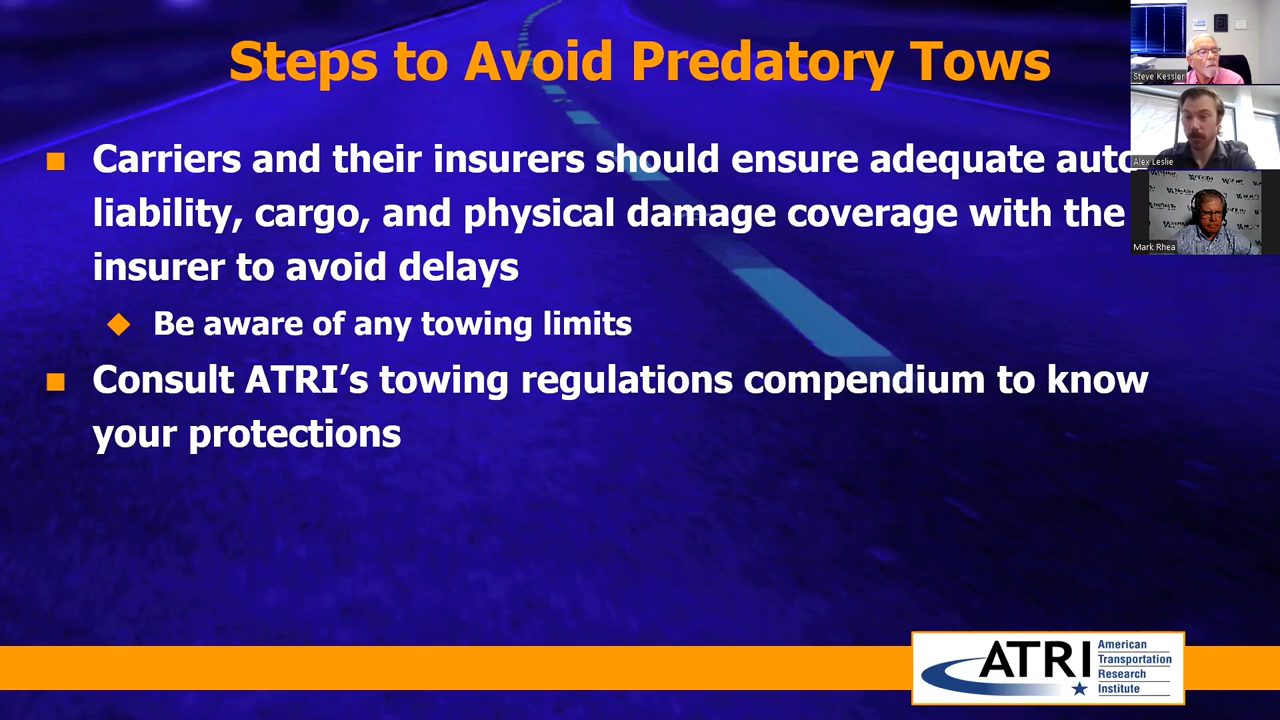 Steps to Avoid Predatory Tows
Carriers and their insurers should ensure adequate auto
liability, cargo, and physical damage coverage with the
insurer to avoid delays
Be aware of any towing limits
Consult ATRI’s towing regulations compendium to know
your protections
Steve Kessler
Alex Leslie
Mark Rhea
ATRI
American
Transportation
Research
Institute